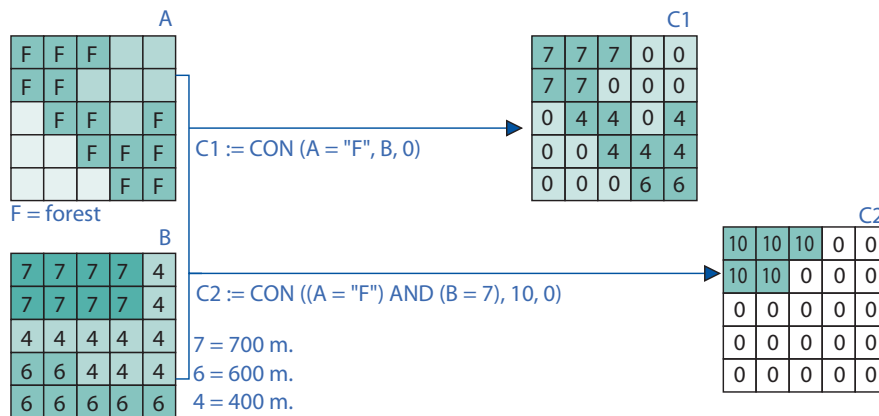 A
F F F
F F
F F F
F F F
F F
F = forest
C1 := CON (A = "F", B, 0)
C1
7 7 7 0 0
7 7 0 0 0
0 4 4 0 4
0 0 4 4 4
0 0 0 6 6
B
7 7 7 7 4
7 7 7 7 4
4 4 4 4 4
6 6 4 4 4
6 6 6 6 6
C2 := CON ((A = "F") AND (B = 7), 10, 0)
7 = 700 m.
6 = 600 m.
4 = 400 m.
C2
10 10 10 0 0
10 10 0 0 0
0 0 0 0 0
0 0 0 0 0
0 0 0 0 0